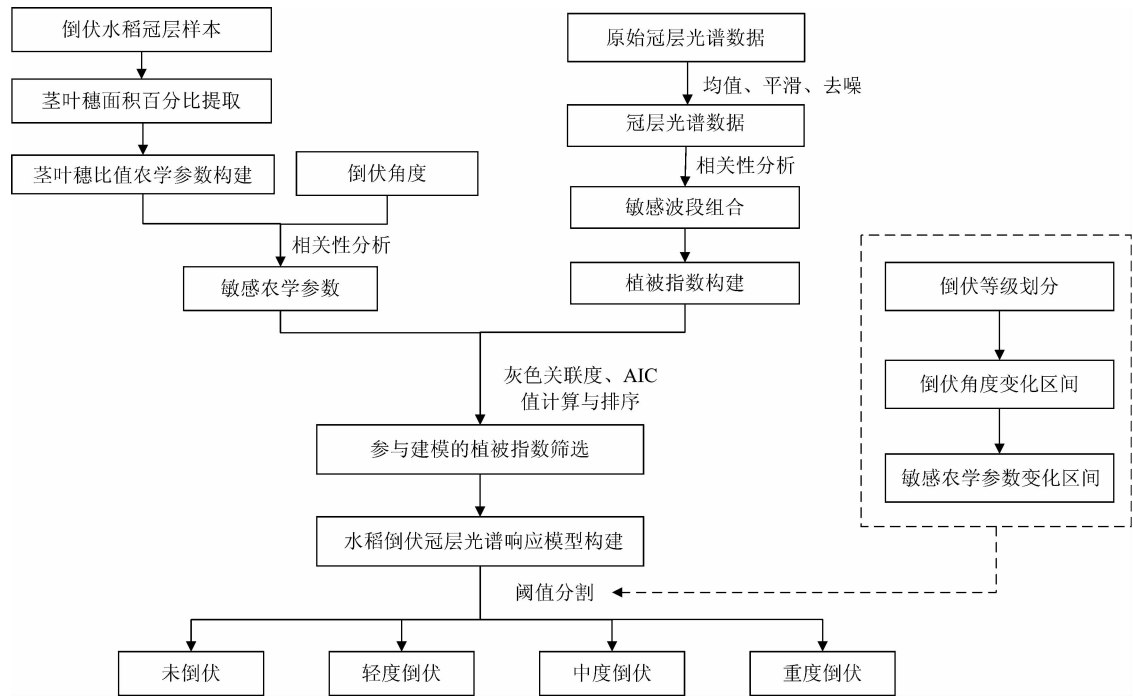 倒伏水稻冠层样本
原始冠层光谱数据
均值、平滑、去噪
茎叶穗面积百分比提取
冠层光谱数据
相关性分析
茎叶穗比值农学参数构建
倒伏角度
敏感波段组合
相关性分析
敏感农学参数
植被指数构建
倒伏等级划分
灰色关联度、AIC
值计算与排序
倒伏角度变化区间
参与建模的植被指数筛选
敏感农学参数变化区间
水稻倒伏冠层光谱响应模型构建
阈值分割
未倒伏
轻度倒伏
中度倒伏
重度倒伏